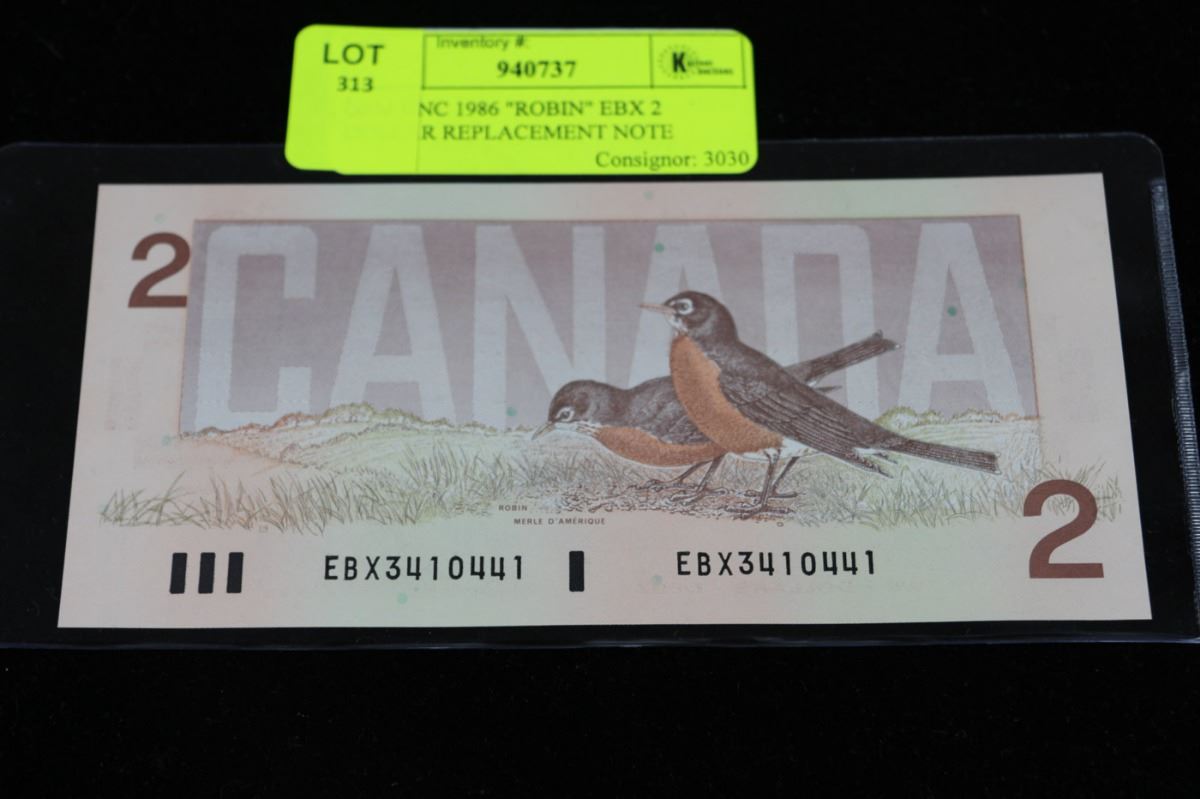 LOT
313
Inventory #:
940737
NC 1986 "ROBIN" EBX 2
R REPLACEMENT NOTE
Consignor: 3030
2
CANADA
ROBIN
MERLE D'AMÉRIQUE
EBX3410441
EBX3410441
2